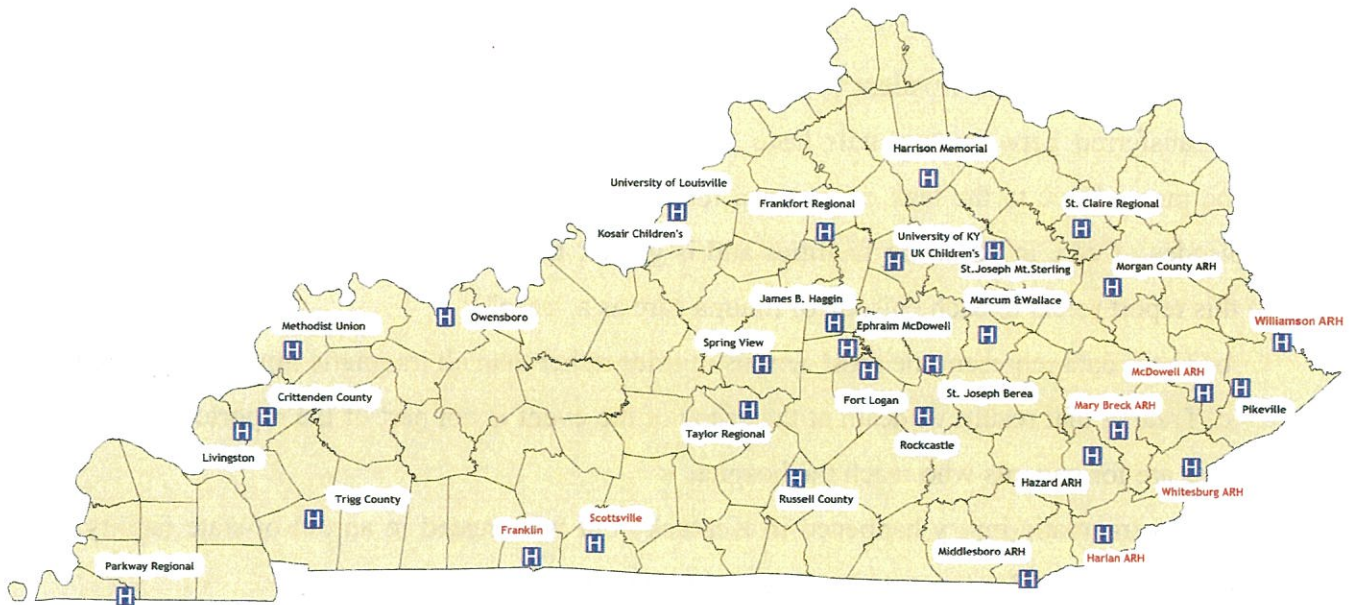 Harrison Memorial
H
University of Louisville
H
Kosair Children's
Frankfort Regional
H
St. Claire Regional
H
University of KY
UK Children's
H
H
St.Joseph Mt.Sterling
Morgan County ARH
H
James B. Haggin
H
Marcum &Wallace
H
Owensboro
H
Methodist Union
H
Ephraim McDowell
H
Williamson ARH
H
Spring View
H
Fort Logan
H
St. Joseph Berea
H
McDowell ARH
H
Pikeville
H
Crittenden County
H
Livingston
H
Taylor Regional
H
Rockcastle
H
Mary Breck ARH
H
Hazard ARH
H
Whitesburg ARH
H
Trigg County
H
Russell County
H
Franklin
H
Scottsville
H
Middlesboro ARH
H
Harlan ARH
H
Parkway Regional
H